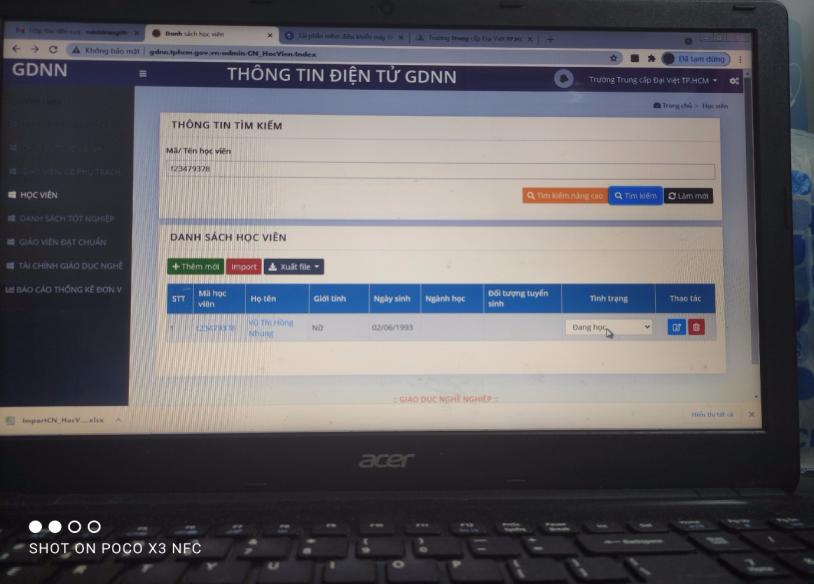 Danh sách học viên
Không bảo mật | gdnn.tphcm.gov.vn/admin/CN_HocVien/Index
Đã tạm dừng
GDNN
THÔNG TIN ĐIỆN TỬ GDNN
Trường Trung cấp Đại Việt TP.HCM
Trang chủ > Học viên
THÔNG TIN TÌM KIẾM
Mã/ Tên học viên
123479378
Tìm kiếm nâng cao
Tìm kiếm
Làm mới
HỌC VIÊN
DANH SÁCH TỐT NGHIỆP
GIÁO VIÊN ĐẠT CHUẨN
TÀI CHÍNH GIÁO DỤC NGHỀ
BÁO CÁO THỐNG KÊ ĐƠN V
DANH SÁCH HỌC VIÊN
Thêm mới
Import
Xuất file
STT
Mã học
viên
Họ tên
Giới tính
Ngày sinh
Ngành học
Đối tượng tuyển
sinh
Tình trạng
Thao tác
1
123479378
Vũ Thị Hồng
Nhung
Nữ
02/06/1993
Đang học
:: GIÁO DỤC NGHỀ NGHIỆP ::
ImportCN_HocV....xlsx
Hiển thị tất cả
acer
SHOT ON POCO X3 NFC